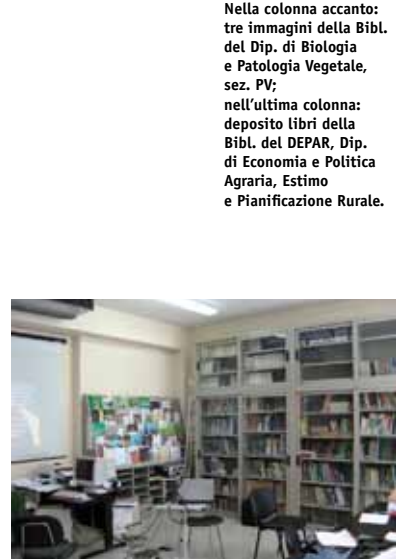 Nella colonna accanto:
tre immagini della Bibl.
del Dip. di Biologia
e Patologia Vegetale,
sez. PV;
nell’ultima colonna:
deposito libri della
Bibl. del DEPAR, Dip.
di Economia e Politica
Agraria, Estimo
e Pianificazione Rurale.